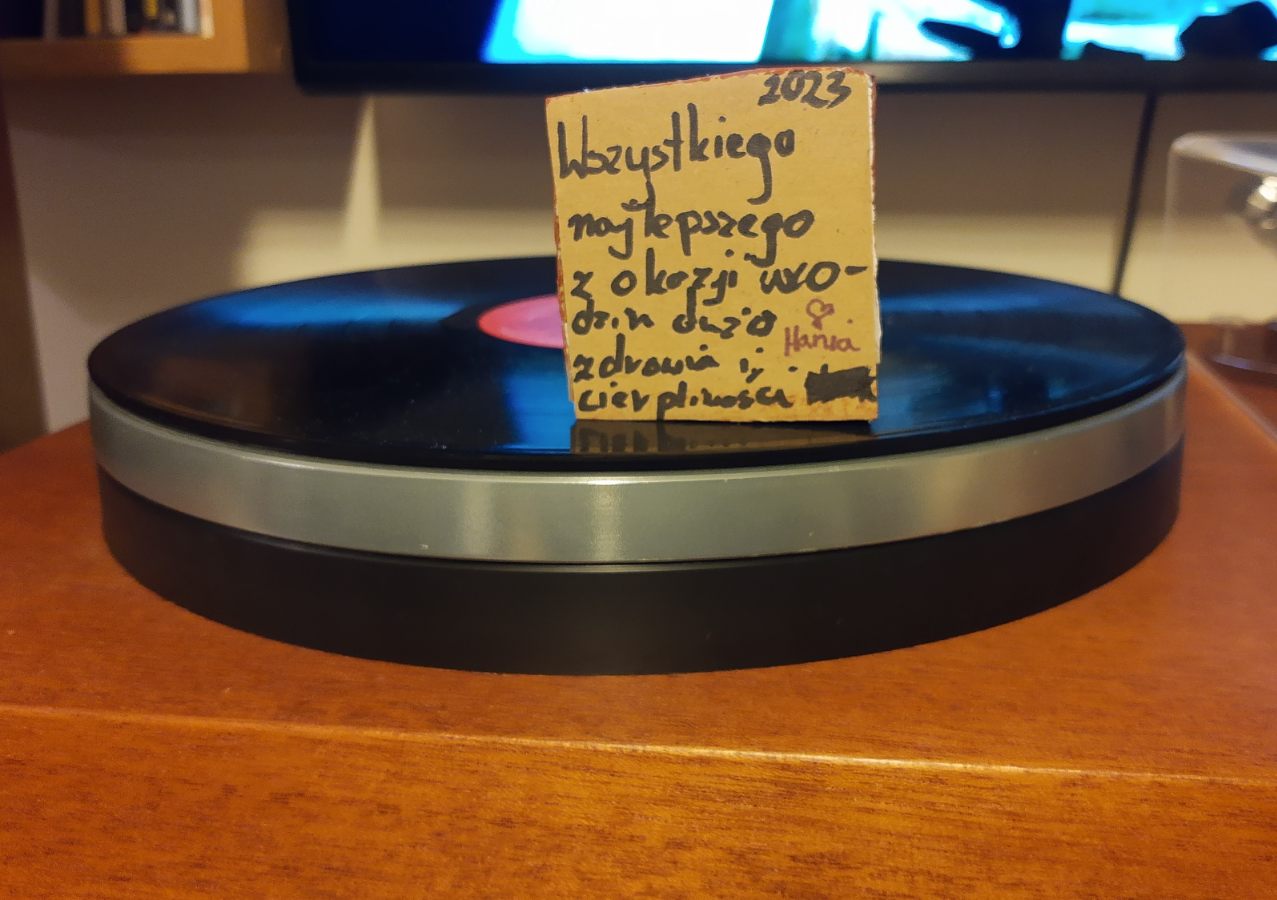 2023
Wszystkiego
najlepszego
z okazji uro-
dzin dużo
Hania
zdrowia i
cierpliwości